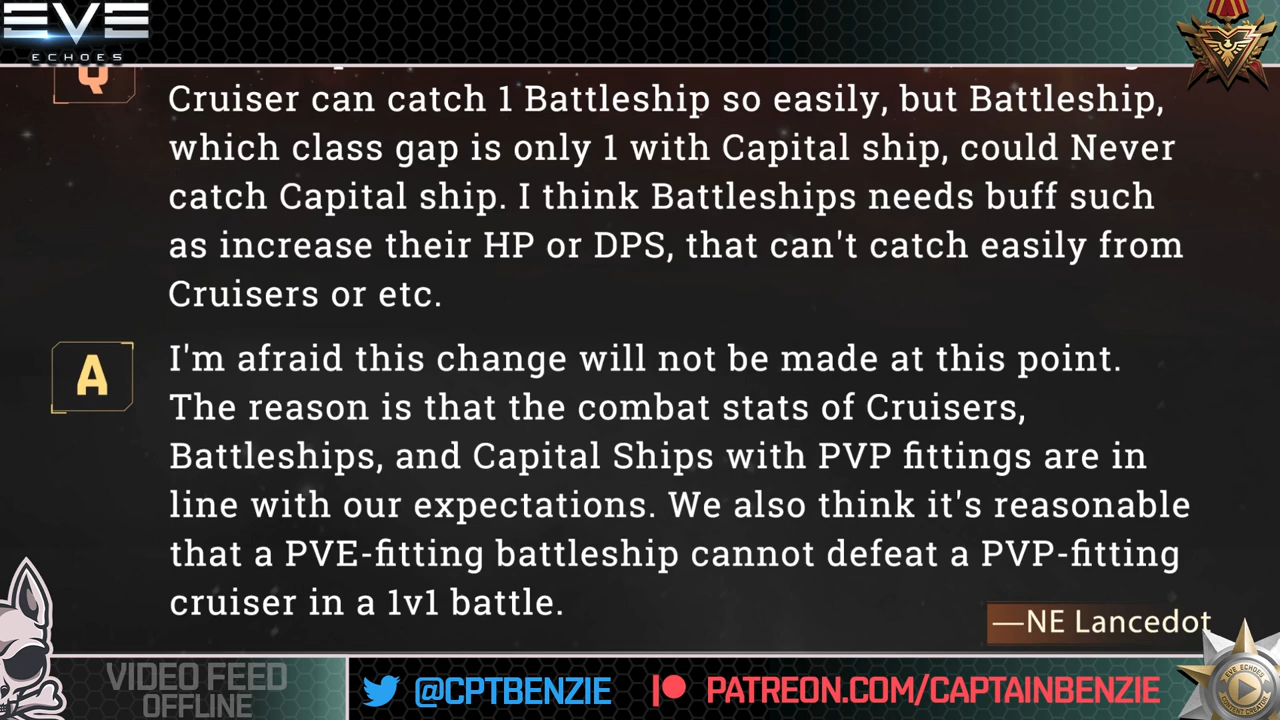 EVE
ECHOES
Q
Cruiser can catch 1 Battleship so easily, but Battleship,
which class gap is only 1 with Capital ship, could Never
catch Capital ship. I think Battleships needs buff such
as increase their HP or DPS, that can't catch easily from
Cruisers or etc.
A
I'm afraid this change will not be made at this point.
The reason is that the combat stats of Cruisers,
Battleships, and Capital Ships with PVP fittings are in
line with our expectations. We also think it's reasonable
that a PVE-fitting battleship cannot defeat a PVP-fitting
cruiser in a 1v1 battle.
—NE Lancedot
VIDEO FEED
OFFLINE
@CPTBENZIE
PATREON.COM/CAPTAINBENZIE
EVE ECHOES
CONTENT CREATOR